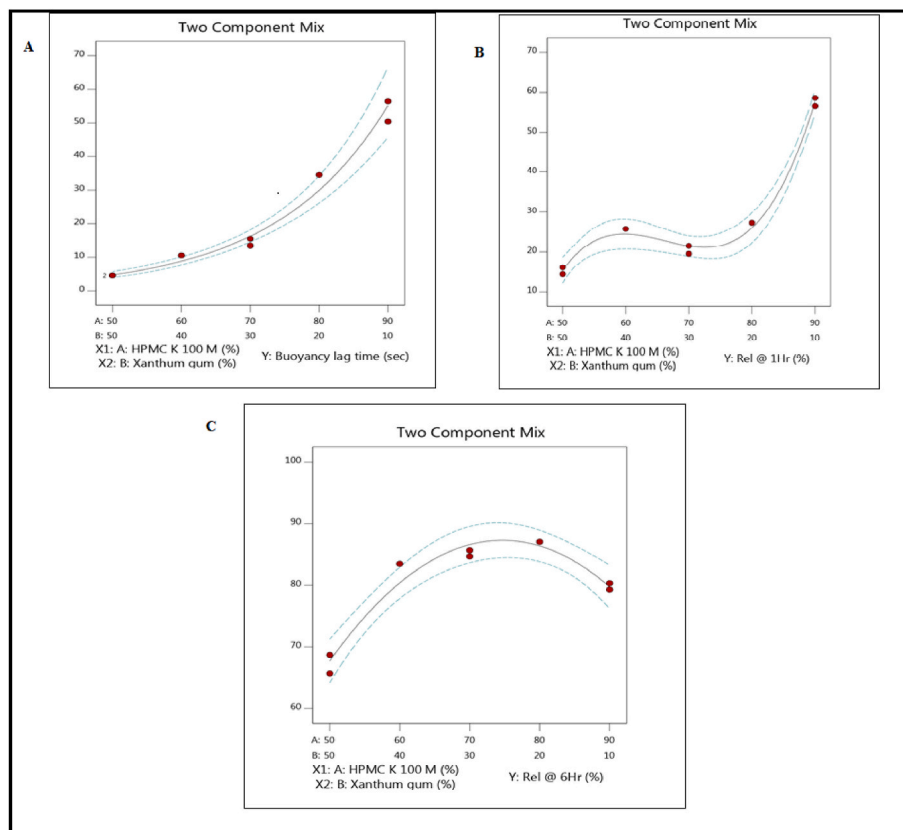 A
Two Component Mix
70
60
50
40
30
20
10
0
2
A: 50 60 70 80 90
B: 50 40 30 20 10
X1: A: HPMC K 100 M (%)
X2: B: Xanthum gum (%)
Y: Buoyancy lag time (sec)
B
Two Component Mix
70
60
50
40
30
20
10
A: 50 60 70 80 90
B: 50 40 30 20 10
X1: A: HPMC K 100 M (%)
X2: B: Xanthum gum (%)
Y: Rel @ 1Hr (%)
C
Two Component Mix
100
90
80
70
60
A: 50 60 70 80 90
B: 50 40 30 20 10
X1: A: HPMC K 100 M (%)
X2: B: Xanthum gum (%)
Y: Rel @ 6Hr (%)